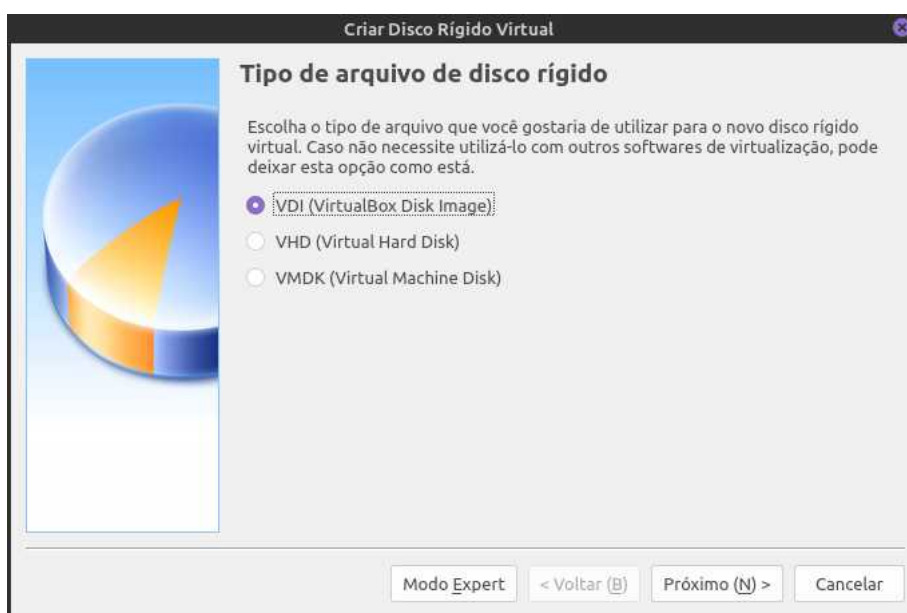 Criar Disco Rígido Virtual
Tipo de arquivo de disco rígido
Escolha o tipo de arquivo que você gostaria de utilizar para o novo disco rígido
virtual. Caso não necessite utilizá-lo com outros softwares de virtualização, pode
deixar esta opção como está.
VDI (VirtualBox Disk Image)
VHD (Virtual Hard Disk)
VMDK (Virtual Machine Disk)
Modo Expert < Voltar (B) Próximo (N) > Cancelar